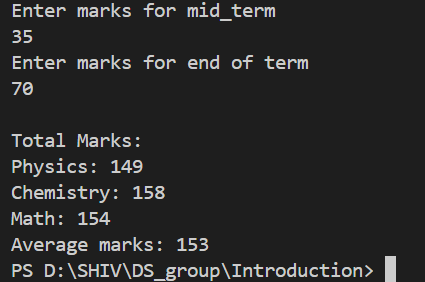 Enter marks for mid_term
35
Enter marks for end of term
70
Total Marks:
Physics: 149
Chemistry: 158
Math: 154
Average marks: 153
PS D:\SHIV\DS_group\Introduction>